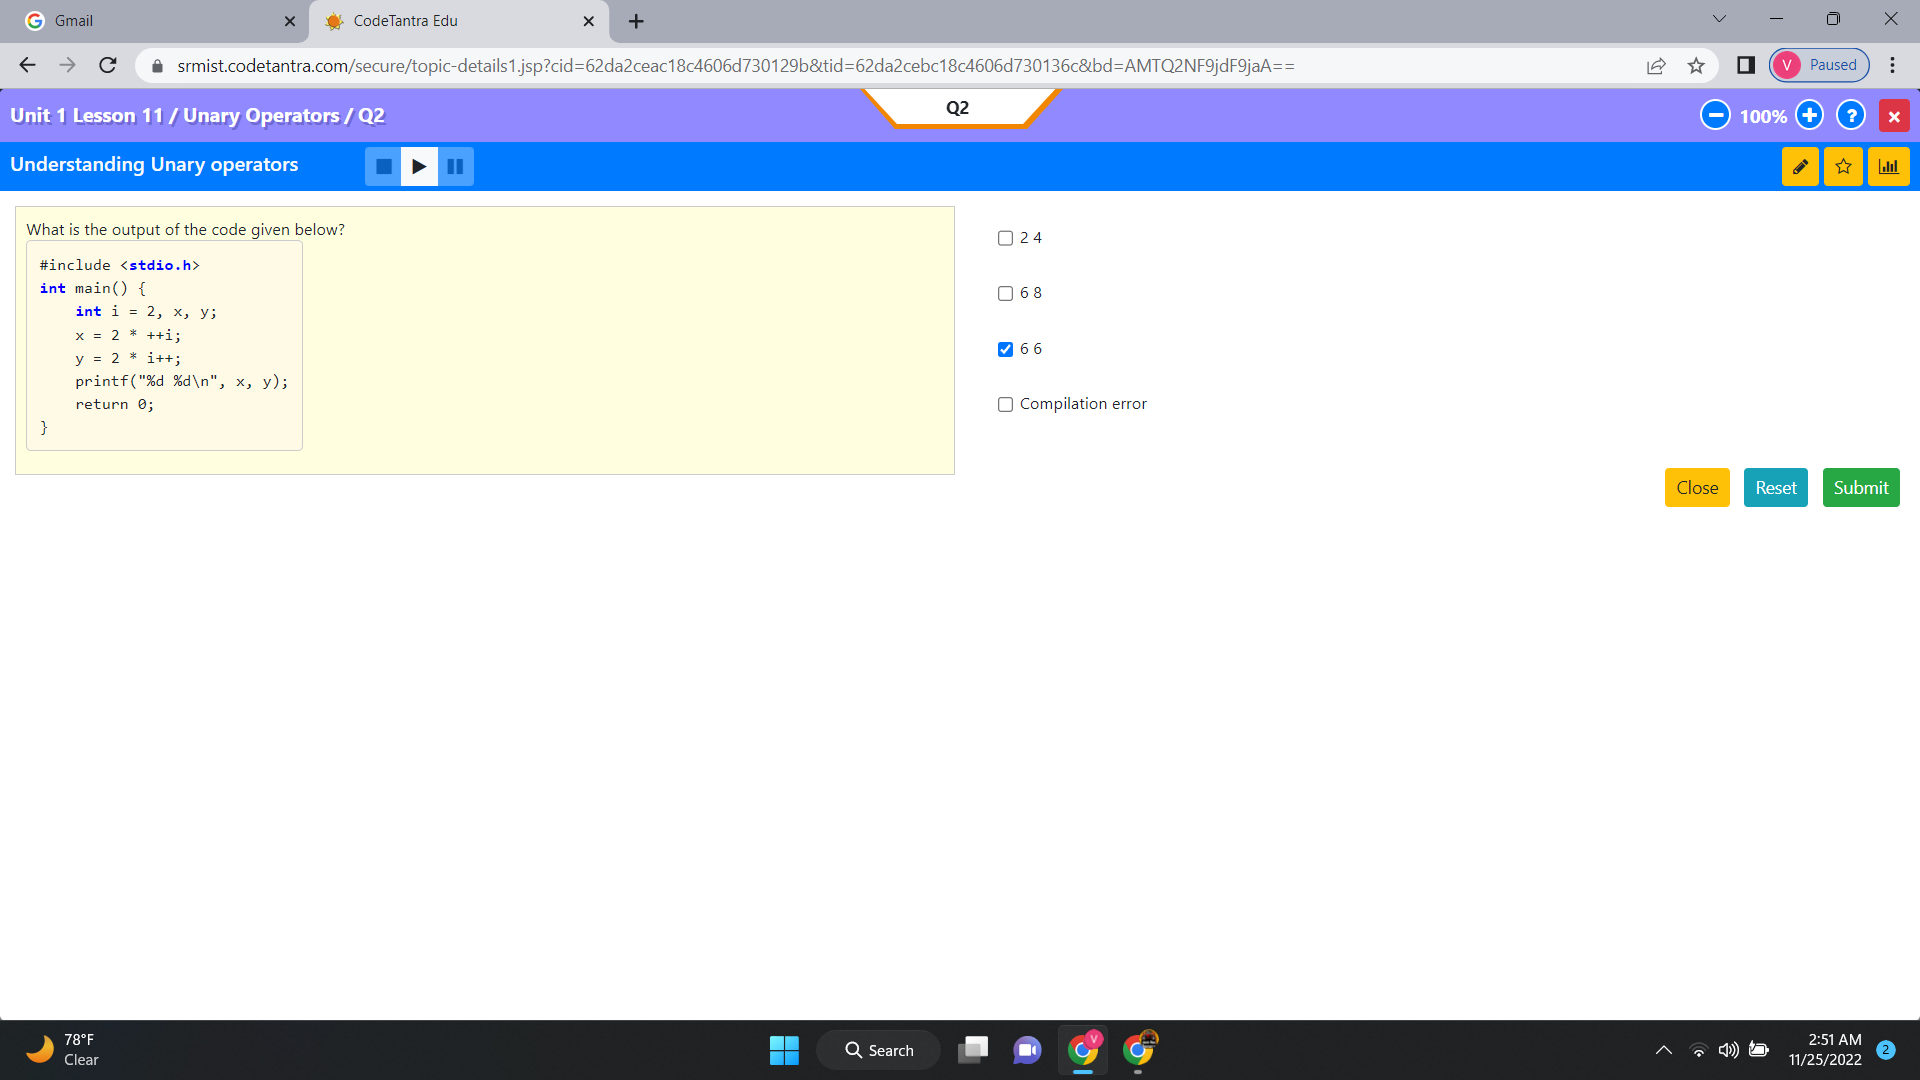 Gmail
CodeTantra Edu
srmist.codetantra.com/secure/topic-details1.jsp?cid=62da2ceac18c4606d730129b&tid=62da2cebc18c4606d730136c&bd=AMTQ2NF9jdF9jaA==
V Paused
Unit 1 Lesson 11 / Unary Operators / Q2
Q2
100%
?
Understanding Unary operators
What is the output of the code given below?
#include <stdio.h>
int main() {
    int i = 2, x, y;
    x = 2 * ++i;
    y = 2 * i++;
    printf("%d %d\n", x, y);
    return 0;
}
2 4
6 8
6 6
Compilation error
Close
Reset
Submit
78°F
Clear
Search
V
2:51 AM
11/25/2022
2